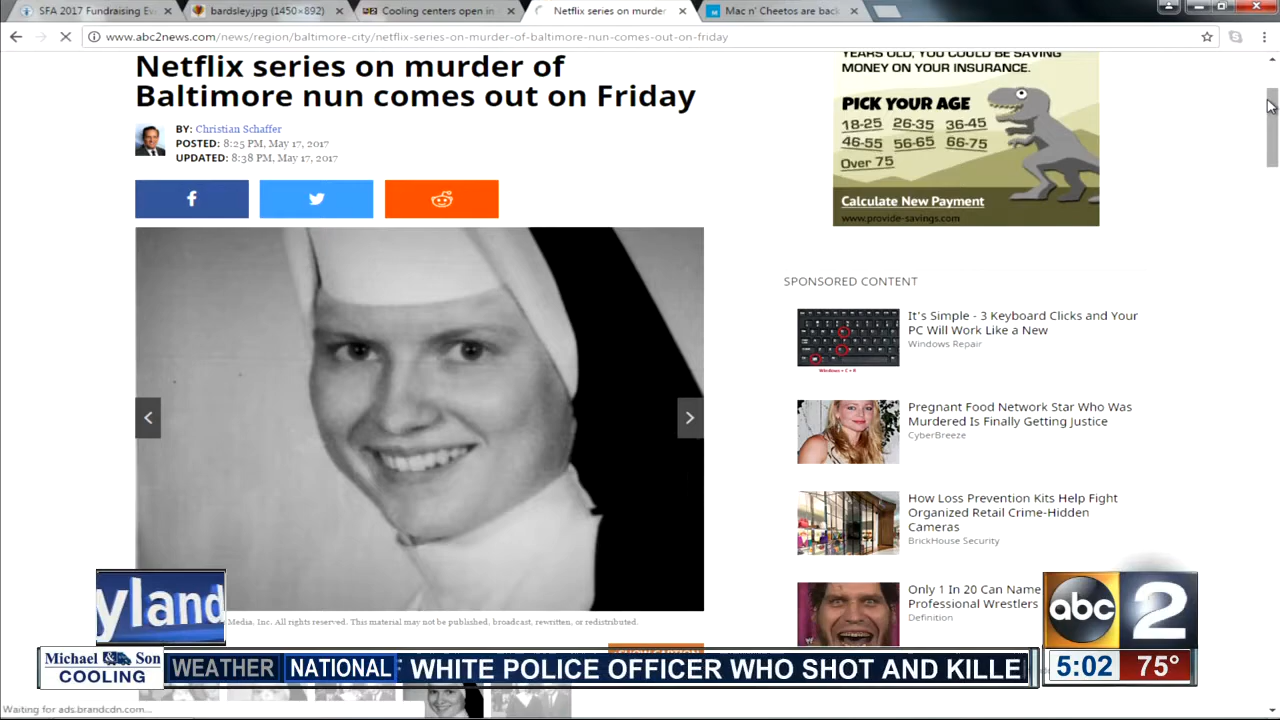 SFA 2017 Fundraising Ev
bardsley.jpg (1450×892)
Cooling centers open in
Netflix series on murder
Mac n' Cheetos are back
www.abc2news.com/news/region/baltimore-city/netflix-series-on-murder-of-baltimore-nun-comes-out-on-friday
Netflix series on murder of
Baltimore nun comes out on Friday
BY: Christian Schaffer
POSTED: 8:25 PM, May 17, 2017
UPDATED: 8:38 PM, May 17, 2017
YEARS OLD, YOU COULD BE SAVING
MONEY ON YOUR INSURANCE.
PICK YOUR AGE
18-25 26-35 36-45
46-55 56-65 66-75
Over 75
Calculate New Payment
www.provide-savings.com
SPONSORED CONTENT
It's Simple - 3 Keyboard Clicks and Your
PC Will Work Like a New
Windows Repair
Windows + C + R
Pregnant Food Network Star Who Was
Murdered Is Finally Getting Justice
CyberBreeze
How Loss Prevention Kits Help Fight
Organized Retail Crime-Hidden
Cameras
BrickHouse Security
Only 1 In 20 Can Name
Professional Wrestlers
Definition
Media, Inc. All rights reserved. This material may not be published, broadcast, rewritten, or redistributed.
yland
abc 2
Michael & Son
COOLING
WEATHER
NATIONAL
WHITE POLICE OFFICER WHO SHOT AND KILLE
5:02
75°
Waiting for ads.brandcdn.com...